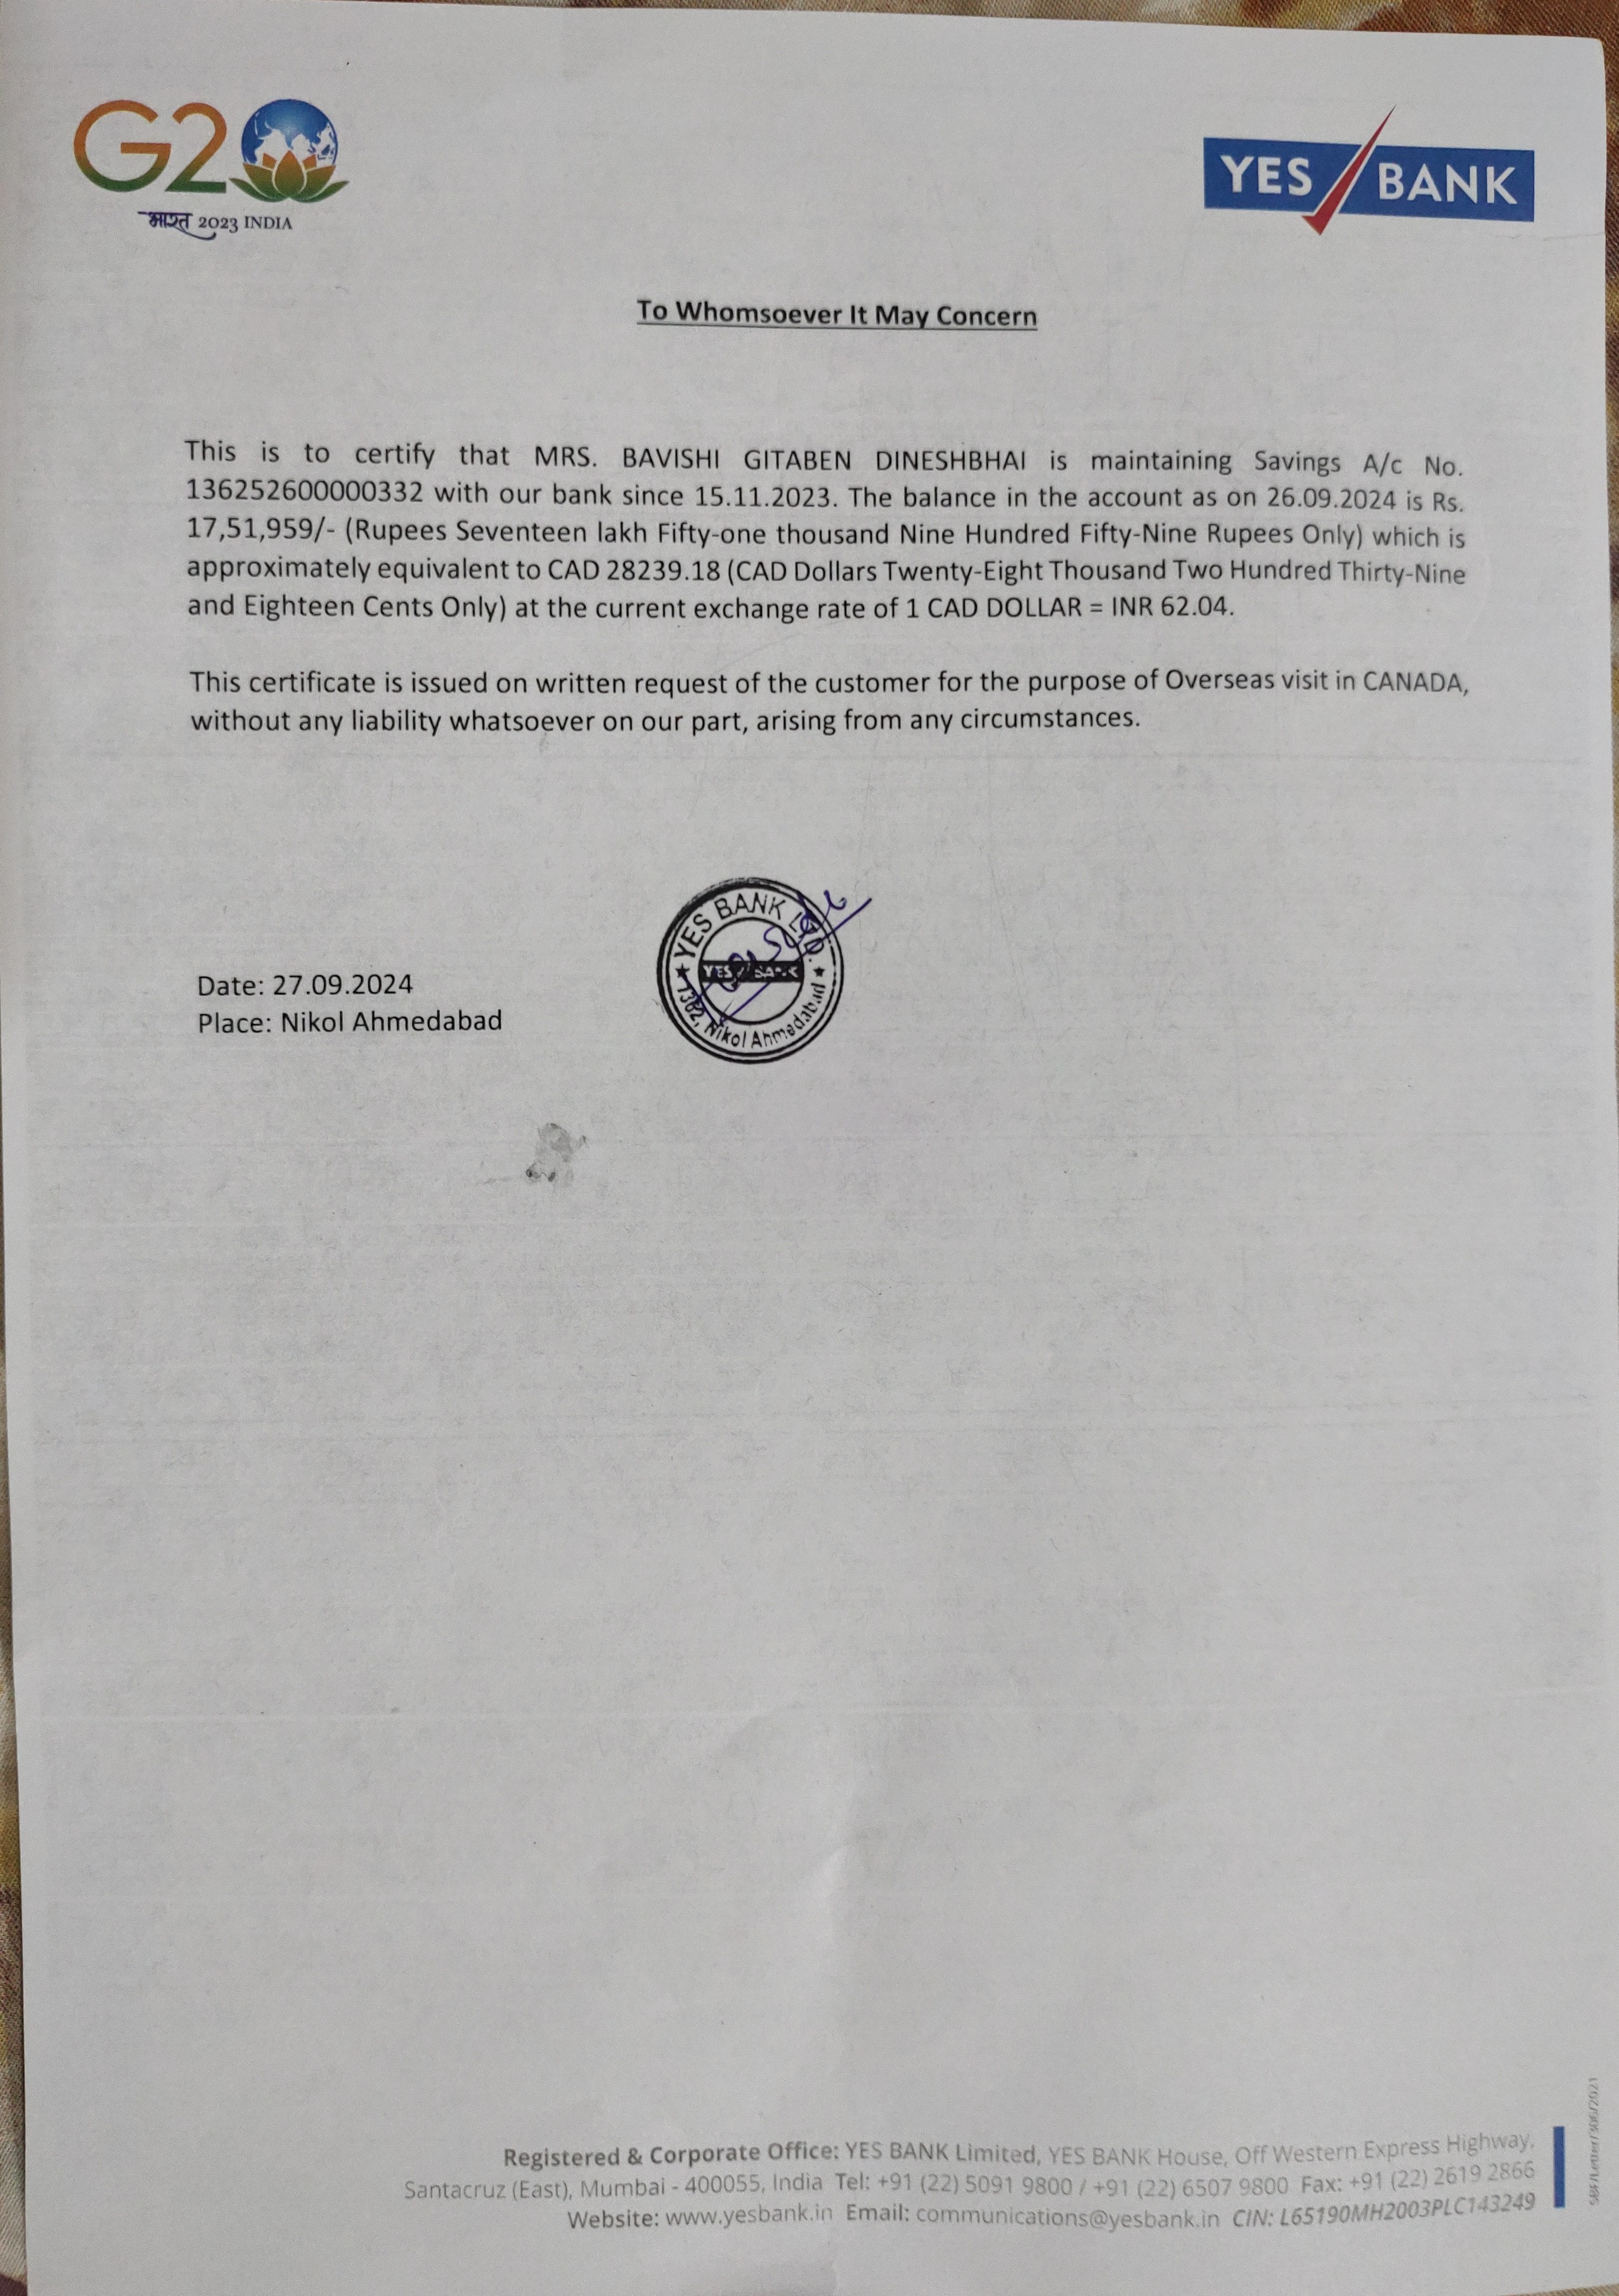 G20
भारत 2023 INDIA
YES BANK
To Whomsoever It May Concern
This is to certify that MRS. BAVISHI GITABEN DINESHBHAI is maintaining Savings A/c No.
136252600000332 with our bank since 15.11.2023. The balance in the account as on 26.09.2024 is Rs.
17,51,959/- (Rupees Seventeen lakh Fifty-one thousand Nine Hundred Fifty-Nine Rupees Only) which is
approximately equivalent to CAD 28239.18 (CAD Dollars Twenty-Eight Thousand Two Hundred Thirty-Nine
and Eighteen Cents Only) at the current exchange rate of 1 CAD DOLLAR = INR 62.04.
This certificate is issued on written request of the customer for the purpose of Overseas visit in CANADA,
without any liability whatsoever on our part, arising from any circumstances.
YES BANK LTD.
YES BANK
1362, Nikol Ahmedabad
Date: 27.09.2024
Place: Nikol Ahmedabad
Registered & Corporate Office: YES BANK Limited, YES BANK House, Off Western Express Highway,
Santacruz (East), Mumbai - 400055, India Tel: +91 (22) 5091 9800 / +91 (22) 6507 9800 Fax: +91 (22) 2619 2866
Website: www.yesbank.in Email: communications@yesbank.in CIN: L65190MH2003PLC143249